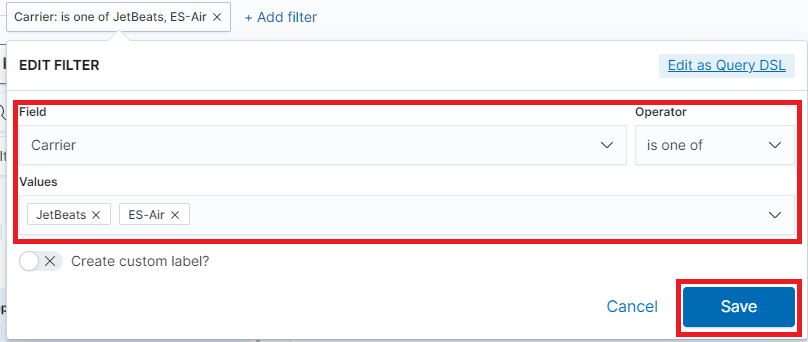 Carrier: is one of JetBeats, ES-Air × + Add filter
EDIT FILTER Edit as Query DSL
Field Operator
Carrier is one of
Values
JetBeats × ES-Air ×
Create custom label?
Cancel Save